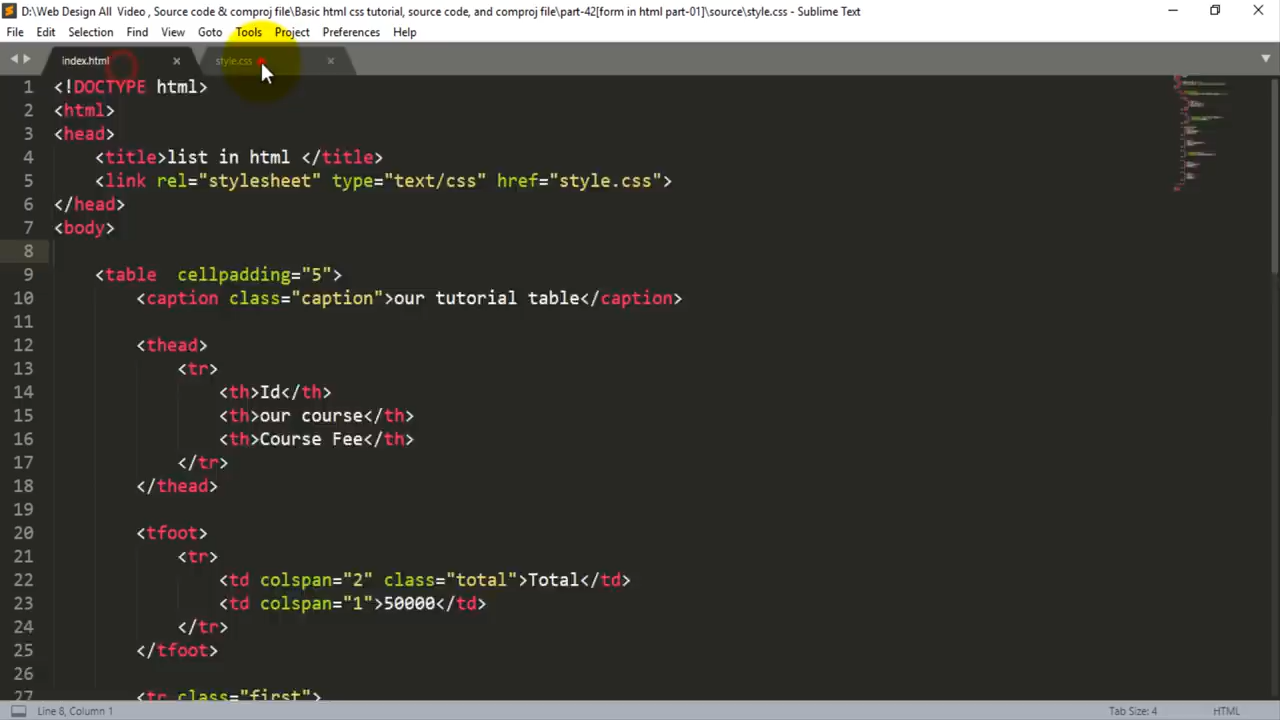 D:\Web Design All Video , Source code & comproj file\Basic html css tutorial, source code, and comproj file\part-42[form in html part-01]\source\style.css - Sublime Text
File Edit Selection Find View Goto Tools Project Preferences Help
index.html style.css
1 <!DOCTYPE html>
2 <html>
3 <head>
4 <title>list in html </title>
5 <link rel="stylesheet" type="text/css" href="style.css">
6 </head>
7 <body>
8
9 <table  cellpadding="5">
10 <caption class="caption">our tutorial table</caption>
11
12 <thead>
13 <tr>
14 <th>Id</th>
15 <th>our course</th>
16 <th>Course Fee</th>
17 </tr>
18 </thead>
19
20 <tfoot>
21 <tr>
22 <td colspan="2" class="total">Total</td>
23 <td colspan="1">50000</td>
24 </tr>
25 </tfoot>
26
27 <tr class="first">
Line 8, Column 1 Tab Size: 4 HTML